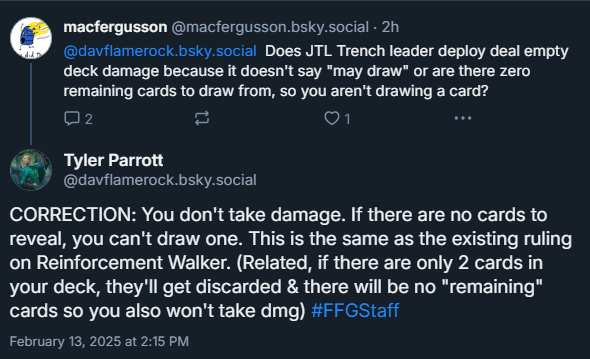 macfergusson @macfergusson.bsky.social · 2h
@davflamerock.bsky.social Does JTL Trench leader deploy deal empty
deck damage because it doesn't say "may draw" or are there zero
remaining cards to draw from, so you aren't drawing a card?
2 1
Tyler Parrott
@davflamerock.bsky.social
CORRECTION: You don't take damage. If there are no cards to
reveal, you can't draw one. This is the same as the existing ruling
on Reinforcement Walker. (Related, if there are only 2 cards in
your deck, they'll get discarded & there will be no "remaining"
cards so you also won't take dmg) #FFGStaff
February 13, 2025 at 2:15 PM